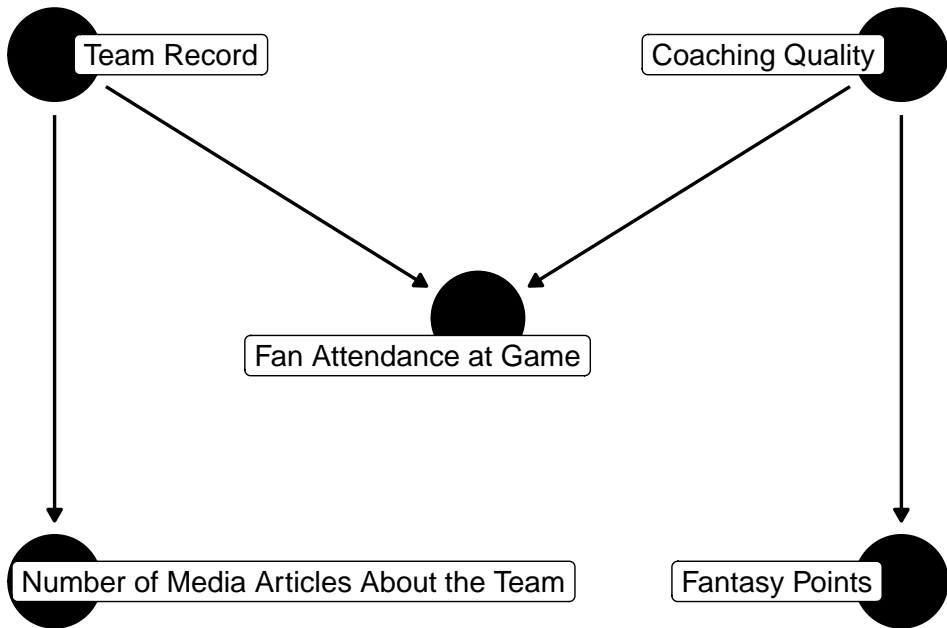 Team Record
Coaching Quality
Fan Attendance at Game
Number of Media Articles About the Team
Fantasy Points